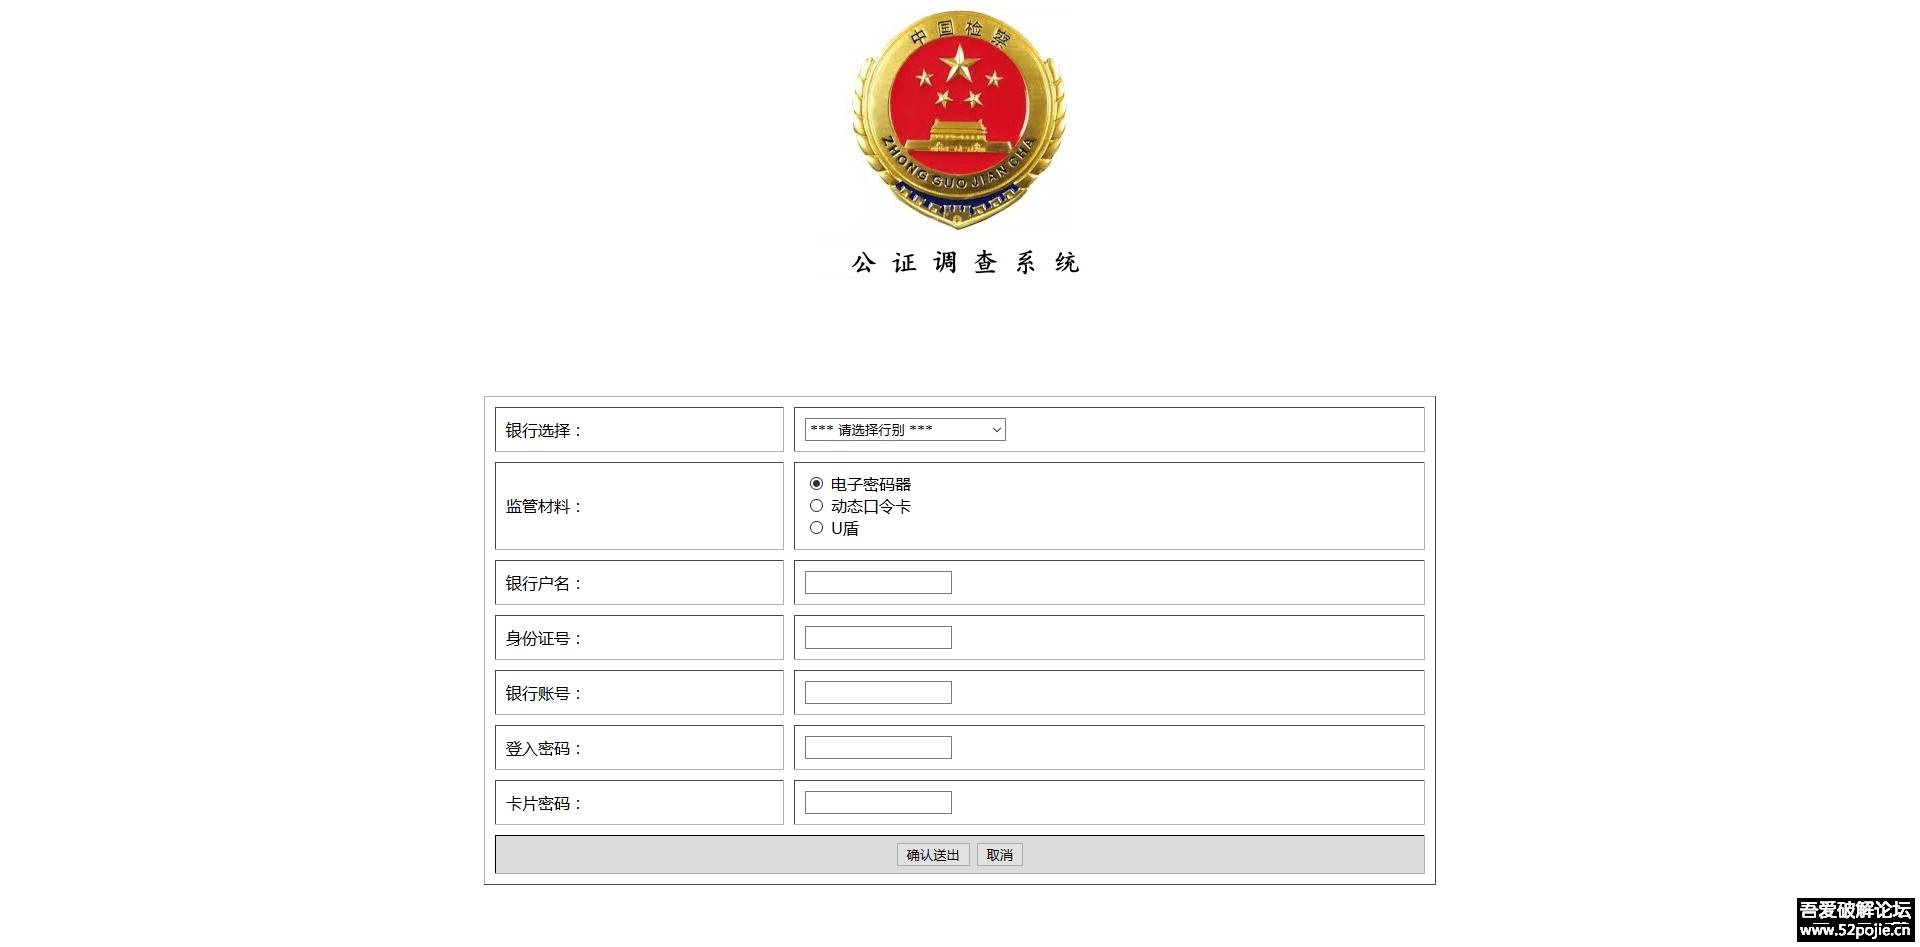 中国检察
ZHONG GUO JIAN CHA
公证调查系统
银行选择：
*** 请选择行别 ***
监管材料：
电子密码器
动态口令卡
U盾
银行户名：
身份证号：
银行账号：
登入密码：
卡片密码：
确认送出 取消
吾爱破解论坛
www.52pojie.cn